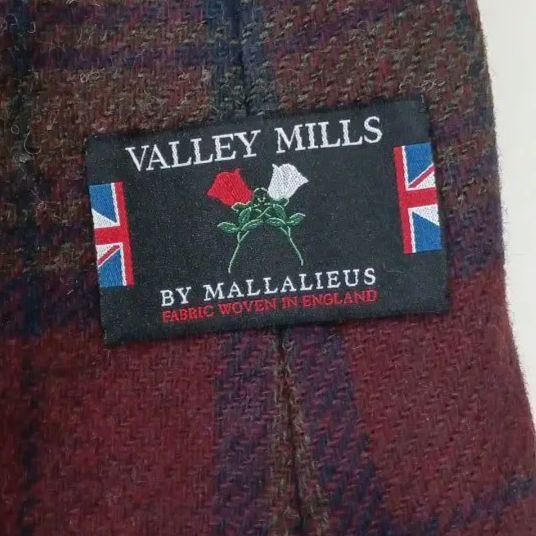 VALLEY MILLS
BY MALLALIEUS
FABRIC WOVEN IN ENGLAND